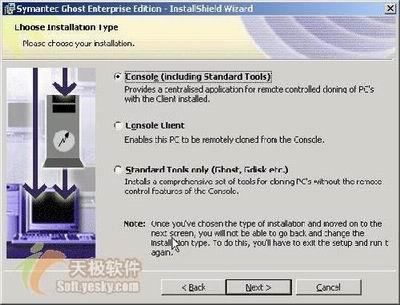 Symantec Ghost Enterprise Edition - InstallShield Wizard
Choose Installation Type
Please choose your installation.
Console (including Standard Tools)
Provides a centralised application for remote controlled cloning of PC's
with the Client installed.
Console Client
Enables this PC to be remotely cloned from the Console.
Standard Tools only (Ghost, Gdisk etc.)
Installs a comprehensive set of tools for cloning PC's without the remote
control features of the Console.
Note: Once you've chosen the type of installation and moved on to the
next screen, you will not be able to go back and change the
installation type. To do this, you'll have to exit the setup and run it
again.
天极软件
Soft.yesky.com
< Back Next > Cancel